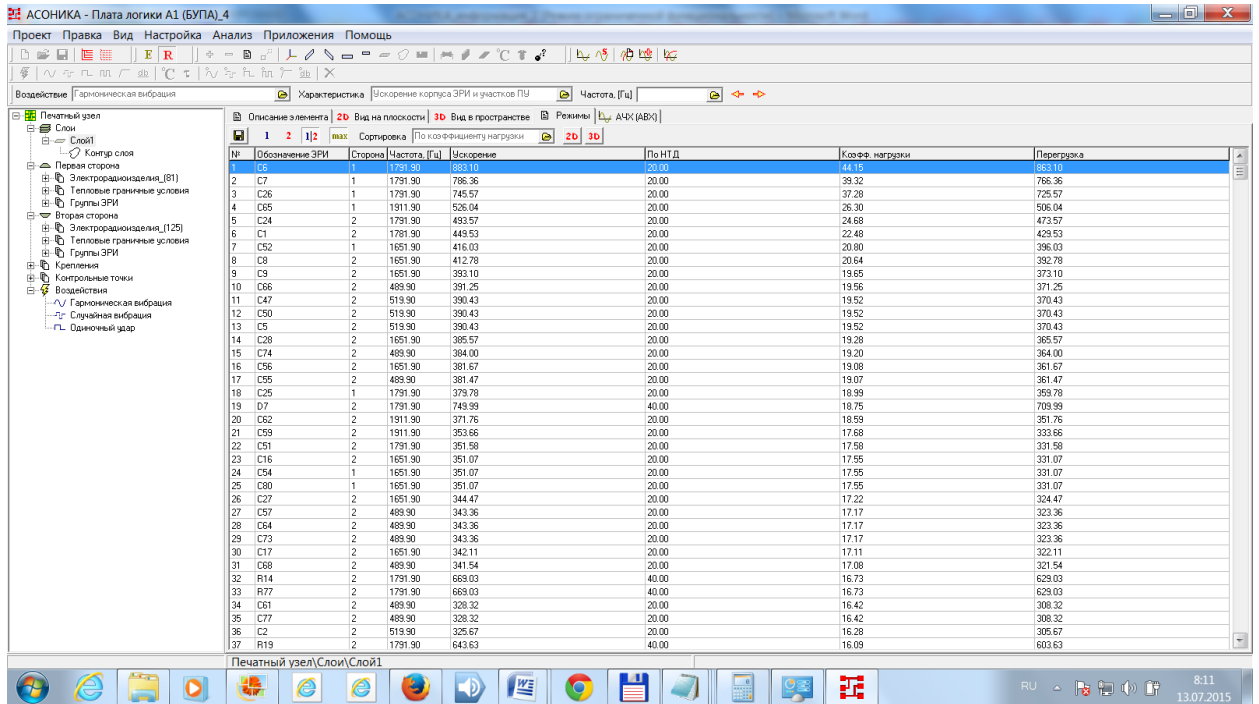 АСОНИКА - Плата логики А1 (БУПА)_4
Проект Правка Вид Настройка Анализ Приложения Помощь
E R
Воздействие Гармоническая вибрация Характеристика Ускорение корпуса ЭРИ и участков ПУ Частота, [Гц]
Печатный узел
Слои
Слой1
Контур слоя
Первая сторона
Электрорадиоизделия_(81)
Тепловые граничные условия
Группы ЭРИ
Вторая сторона
Электрорадиоизделия_(125)
Тепловые граничные условия
Группы ЭРИ
Крепления
Контрольные точки
Воздействия
Гармоническая вибрация
Случайная вибрация
Одиночный удар
Описание элемента 2D Вид на плоскости 3D Вид в пространстве Режимы АЧХ (АВХ)
1 2 1|2 max Сортировка По коэффициенту нагрузки 2D 3D
№ Обозначение ЭРИ Сторона Частота, [Гц] Ускорение По НТД Коэфф. нагрузки Перегрузка
1 C6 1 1791.90 883.10 20.00 44.15 863.10
2 C7 1 1791.90 786.36 20.00 39.32 766.36
3 C26 1 1791.90 745.57 20.00 37.28 725.57
4 C65 1 1911.90 526.04 20.00 26.30 506.04
5 C24 2 1791.90 493.57 20.00 24.68 473.57
6 C1 2 1781.90 449.53 20.00 22.48 429.53
7 C52 1 1651.90 416.03 20.00 20.80 396.03
8 C8 2 1651.90 412.78 20.00 20.64 392.78
9 C9 2 1651.90 393.10 20.00 19.65 373.10
10 C66 2 489.90 391.25 20.00 19.56 371.25
11 C47 2 519.90 390.43 20.00 19.52 370.43
12 C50 2 519.90 390.43 20.00 19.52 370.43
13 C5 2 519.90 390.43 20.00 19.52 370.43
14 C28 2 1651.90 385.57 20.00 19.28 365.57
15 C74 2 489.90 384.00 20.00 19.20 364.00
16 C56 2 1651.90 381.67 20.00 19.08 361.67
17 C55 2 489.90 381.47 20.00 19.07 361.47
18 C25 1 1791.90 379.78 20.00 18.99 359.78
19 D7 2 1791.90 749.99 40.00 18.75 709.99
20 C62 2 1911.90 371.76 20.00 18.59 351.76
21 C59 2 1911.90 353.66 20.00 17.68 333.66
22 C51 2 1791.90 351.58 20.00 17.58 331.58
23 C16 2 1651.90 351.07 20.00 17.55 331.07
24 C54 1 1651.90 351.07 20.00 17.55 331.07
25 C80 1 1651.90 351.07 20.00 17.55 331.07
26 C27 2 1651.90 344.47 20.00 17.22 324.47
27 C57 2 489.90 343.36 20.00 17.17 323.36
28 C64 2 489.90 343.36 20.00 17.17 323.36
29 C73 2 489.90 343.36 20.00 17.17 323.36
30 C17 2 1651.90 342.11 20.00 17.11 322.11
31 C68 2 489.90 341.54 20.00 17.08 321.54
32 R14 2 1791.90 669.03 40.00 16.73 629.03
33 R77 2 1791.90 669.03 40.00 16.73 629.03
34 C61 2 489.90 328.32 20.00 16.42 308.32
35 C77 2 489.90 328.32 20.00 16.42 308.32
36 C2 2 519.90 325.67 20.00 16.28 305.67
37 R19 2 1791.90 643.63 40.00 16.09 603.63
Печатный узел\Слои\Слой1
RU 8:11
13.07.2015